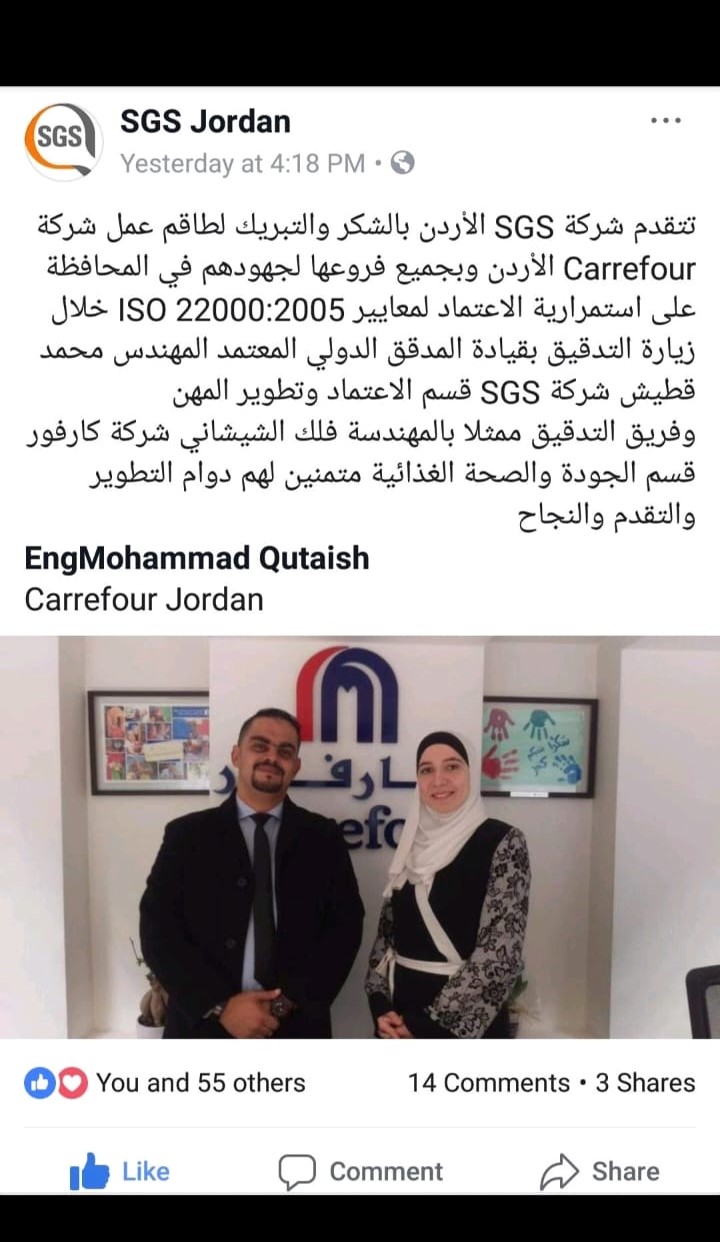 SGS
SGS Jordan
Yesterday at 4:18 PM •
تتقدم شركة SGS الأردن بالشكر والتبريك لطاقم عمل شركة
Carrefour الأردن وبجميع فروعها لجهودهم في المحافظة
على استمرارية الاعتماد لمعايير ISO 22000:2005 خلال
زيارة التدقيق بقيادة المدقق الدولي المعتمد المهندس محمد
قطيش شركة SGS قسم الاعتماد وتطوير المهن
وفريق التدقيق ممثلا بالمهندسة فلك الشيشاني شركة كارفور
قسم الجودة والصحة الغذائية متمنين لهم دوام التطوير
والتقدم والنجاح
EngMohammad Qutaish
Carrefour Jordan
You and 55 others
14 Comments • 3 Shares
Like
Comment
Share